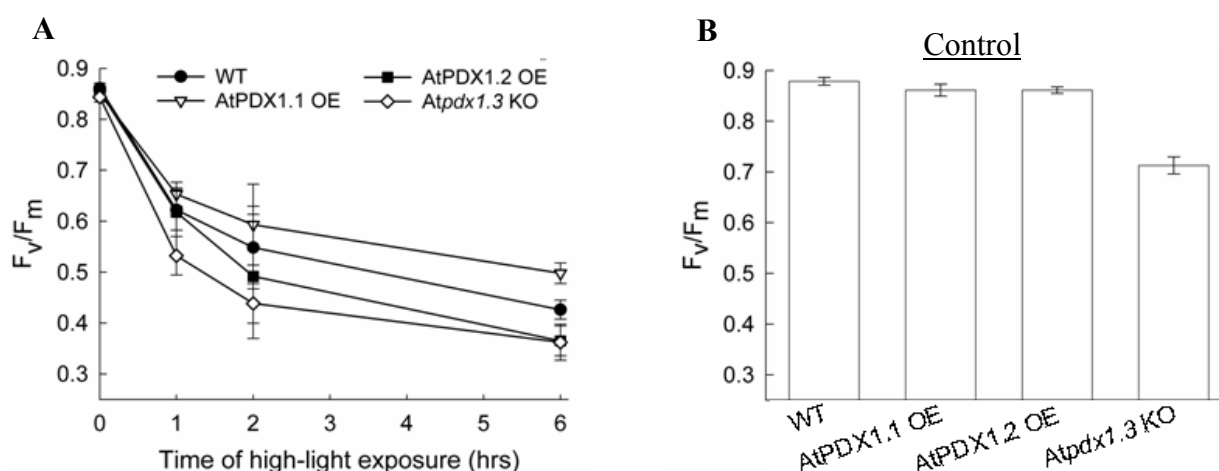 A
WT
AtPDX1.1 OE
AtPDX1.2 OE
Atpdx1.3 KO
0.9
0.8
0.7
0.6
0.5
0.4
0.3
Fv/Fm
0 1 2 3 4 5 6
Time of high-light exposure (hrs)
B
Control
0.9
0.8
0.7
0.6
0.5
0.4
0.3
Fv/Fm
WT
AtPDX1.1 OE
AtPDX1.2 OE
Atpdx1.3 KO